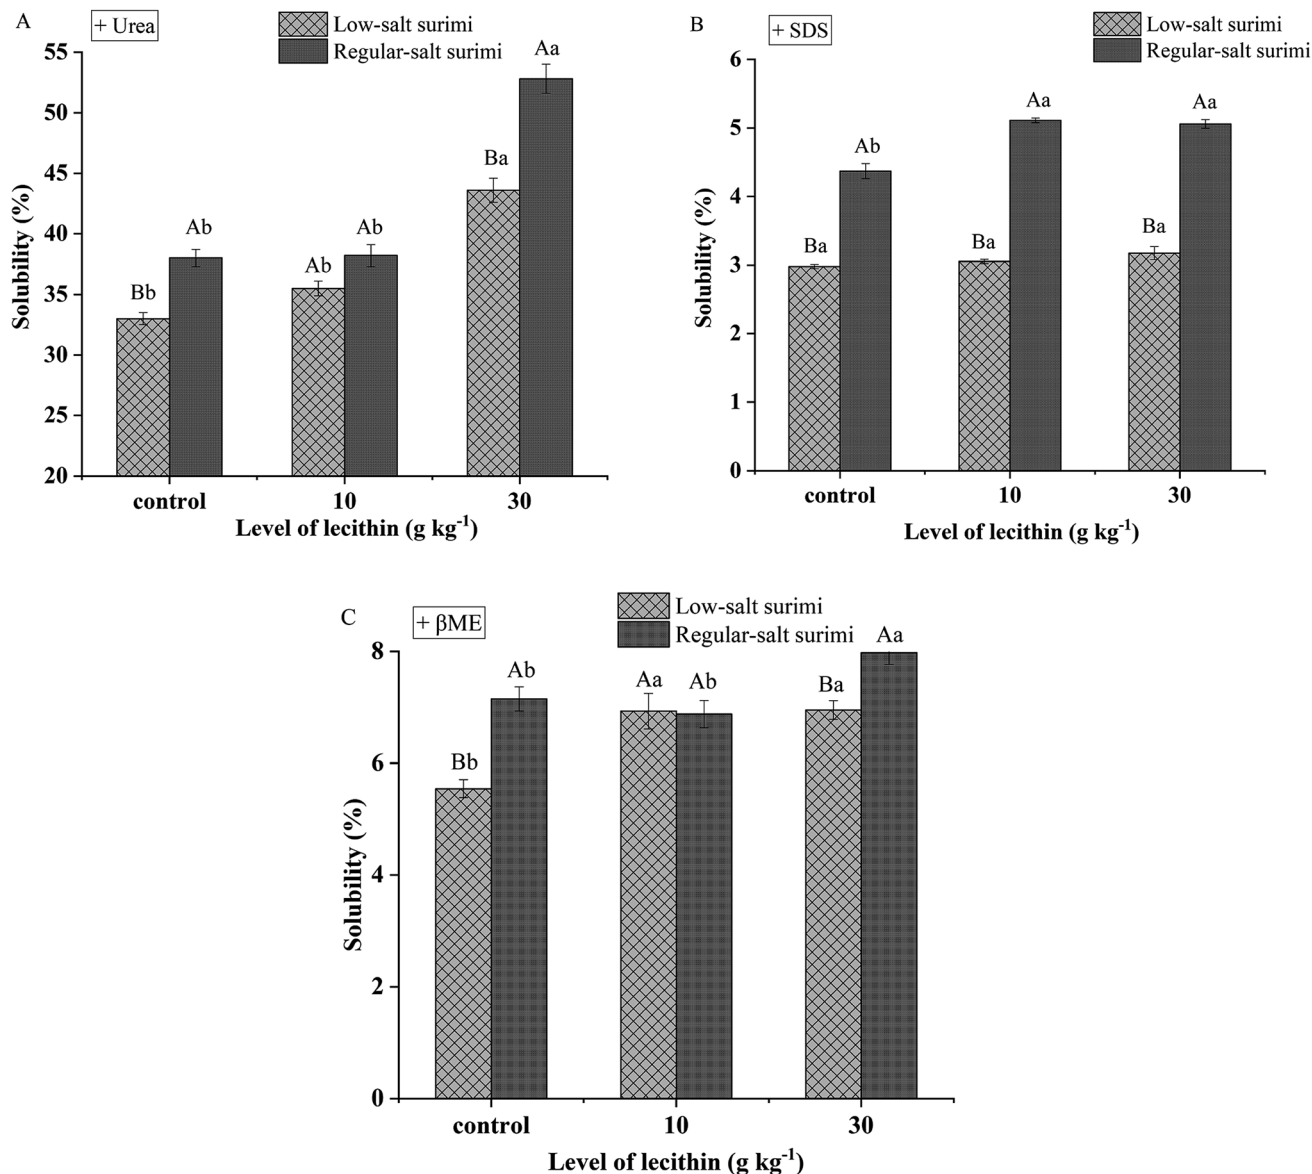 A
+ Urea
Low-salt surimi
Regular-salt surimi
Solubility (%)
55
50
45
40
35
30
25
20
Bb
Ab
Ab
Ab
Ba
Aa
control
10
30
Level of lecithin (g kg⁻¹)
B
+ SDS
Low-salt surimi
Regular-salt surimi
Solubility (%)
6
5
4
3
2
1
0
Ba
Ab
Ba
Aa
Ba
Aa
control
10
30
Level of lecithin (g kg⁻¹)
C
+ βME
Low-salt surimi
Regular-salt surimi
Solubility (%)
8
6
4
2
0
Bb
Ab
Aa
Ab
Ba
Aa
control
10
30
Level of lecithin (g kg⁻¹)